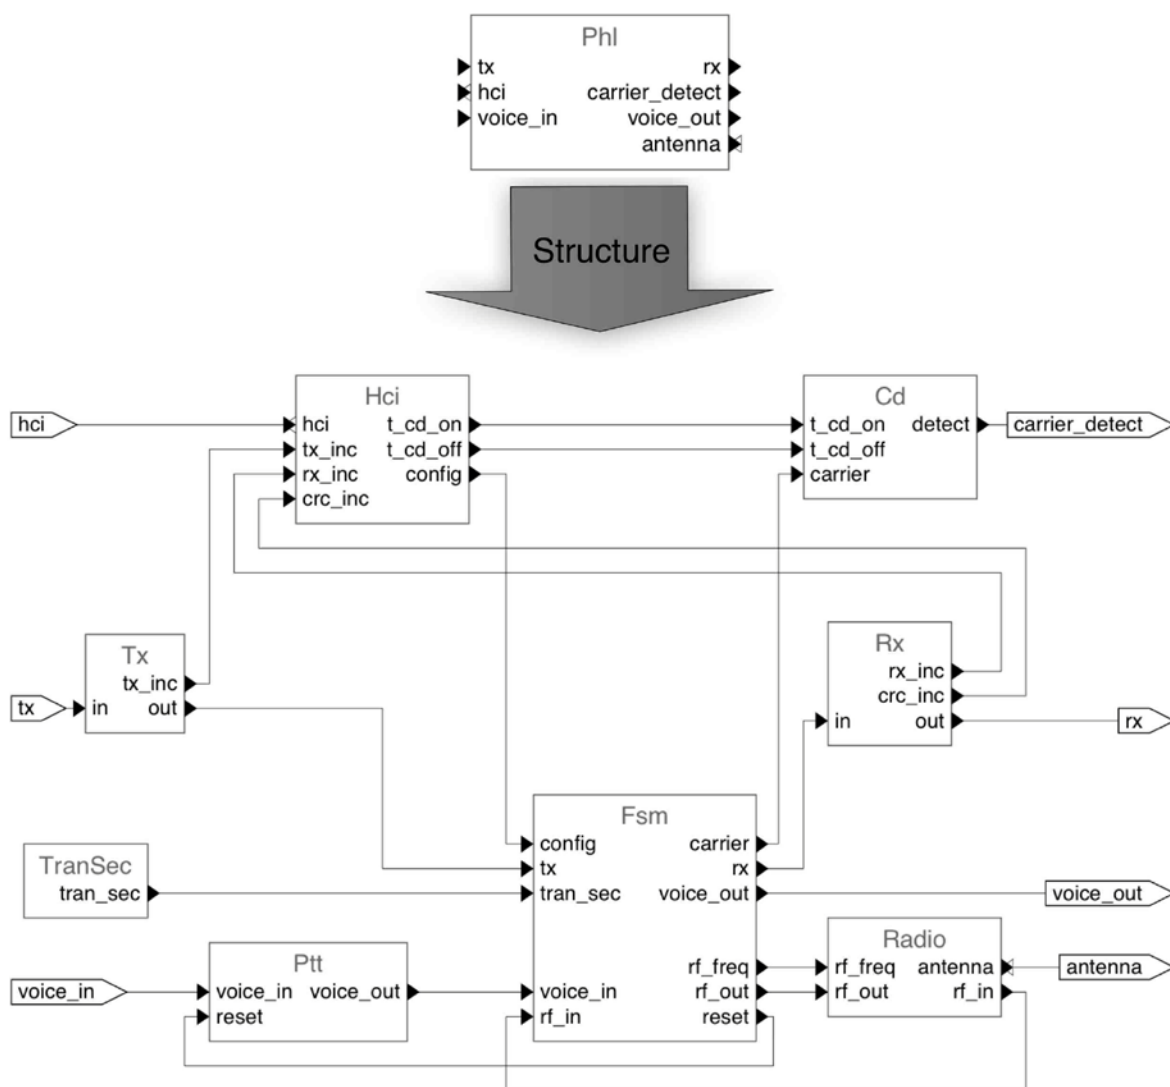 Phl
tx rx
hci carrier_detect
voice_in voice_out
antenna
Structure
Hci Cd
hci hci t_cd_on t_cd_on detect carrier_detect
tx_inc t_cd_off t_cd_off
rx_inc config carrier
crc_inc
Tx Rx
tx_inc rx_inc
crc_inc
tx in out in out rx
Fsm
config carrier
TranSec tx rx
tran_sec tran_sec voice_out voice_out
Ptt Radio
rf_freq rf_freq antenna antenna
voice_in voice_in voice_out voice_in rf_out rf_out rf_in
reset rf_in reset